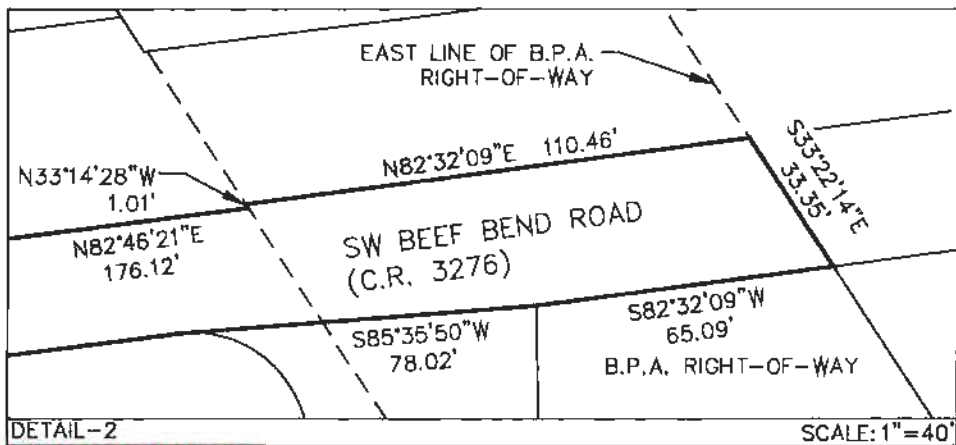 EAST LINE OF B.P.A.
RIGHT-OF-WAY
N33°14'28"W
1.01'
N82°32'09"E 110.46'
S33°22'14"E
33.35'
N82°46'21"E
176.12'
SW BEEF BEND ROAD
(C.R. 3276)
S85°35'50"W
78.02'
S82°32'09"W
65.09'
B.P.A. RIGHT-OF-WAY
DETAIL-2
SCALE: 1"=40'